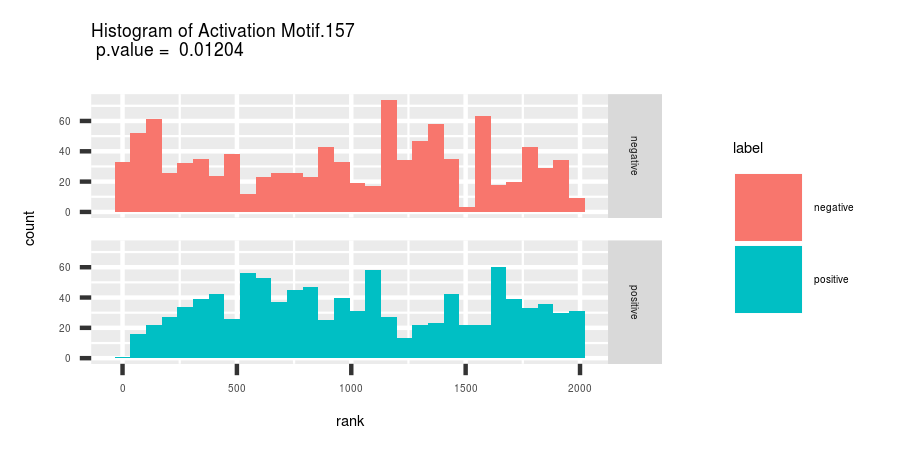 Histogram of Activation Motif.157
p.value = 0.01204
count
60
40
20
0
negative
60
40
20
0
positive
0 500 1000 1500 2000
rank
label
negative
positive